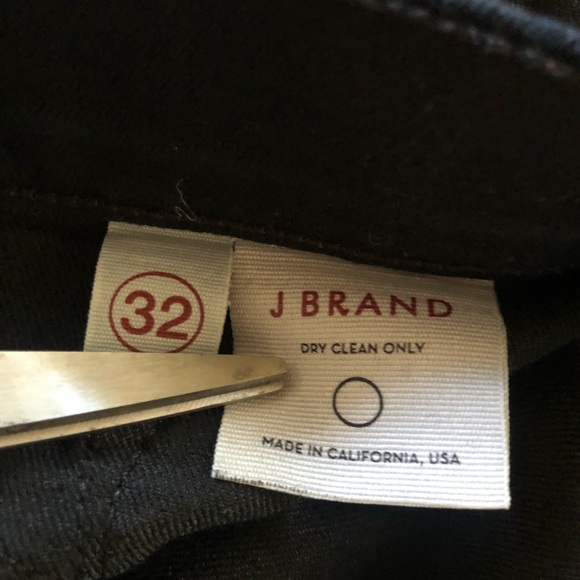 32
J BRAND
DRY CLEAN ONLY
MADE IN CALIFORNIA, USA